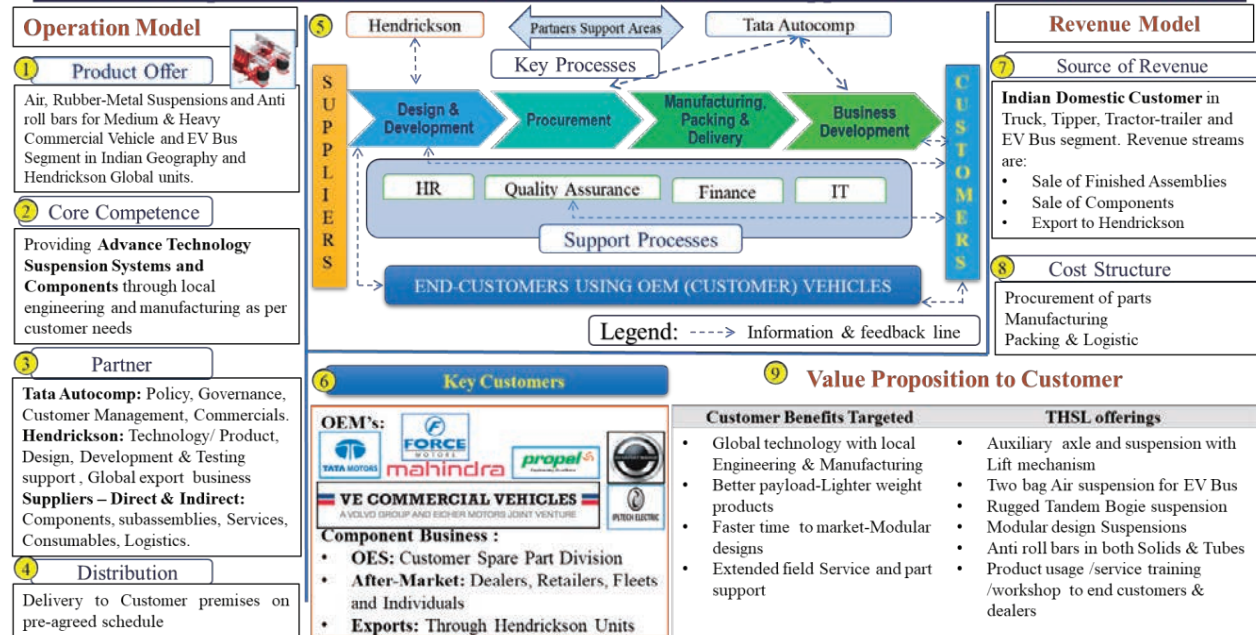 Operation Model
1 Product Offer
Air, Rubber-Metal Suspensions and Anti
roll bars for Medium & Heavy
Commercial Vehicle and EV Bus
Segment in Indian Geography and
Hendrickson Global units.
2 Core Competence
Providing Advance Technology
Suspension Systems and
Components through local
engineering and manufacturing as per
customer needs
3 Partner
Tata Autocomp: Policy, Governance,
Customer Management, Commercials.
Hendrickson: Technology/ Product,
Design, Development & Testing
support , Global export business
Suppliers – Direct & Indirect:
Components, subassemblies, Services,
Consumables, Logistics.
4 Distribution
Delivery to Customer premises on
pre-agreed schedule
5
Hendrickson
Partners Support Areas
Tata Autocomp
Key Processes
SUPPLIERS
Design &
Development
Procurement
Manufacturing,
Packing &
Delivery
Business
Development
CUSTOMERS
HR
Quality Assurance
Finance
IT
Support Processes
END-CUSTOMERS USING OEM (CUSTOMER) VEHICLES
Legend: Information & feedback line
6 Key Customers
OEM's:
TATA MOTORS
FORCE
MOTORS
mahindra
propel
VE COMMERCIAL VEHICLES
A VOLVO GROUP AND EICHER MOTORS JOINT VENTURE
Component Business :
• OES: Customer Spare Part Division
• After-Market: Dealers, Retailers, Fleets
and Individuals
• Exports: Through Hendrickson Units
Revenue Model
7 Source of Revenue
Indian Domestic Customer in
Truck, Tipper, Tractor-trailer and
EV Bus segment. Revenue streams
are:
• Sale of Finished Assemblies
• Sale of Components
• Export to Hendrickson
8 Cost Structure
Procurement of parts
Manufacturing
Packing & Logistic
9 Value Proposition to Customer
Customer Benefits Targeted
• Global technology with local
Engineering & Manufacturing
• Better payload-Lighter weight
products
• Faster time to market-Modular
designs
• Extended field Service and part
support
THSL offerings
• Auxiliary axle and suspension with
Lift mechanism
• Two bag Air suspension for EV Bus
• Rugged Tandem Bogie suspension
• Modular design Suspensions
• Anti roll bars in both Solids & Tubes
• Product usage /service training
/workshop to end customers &
dealers